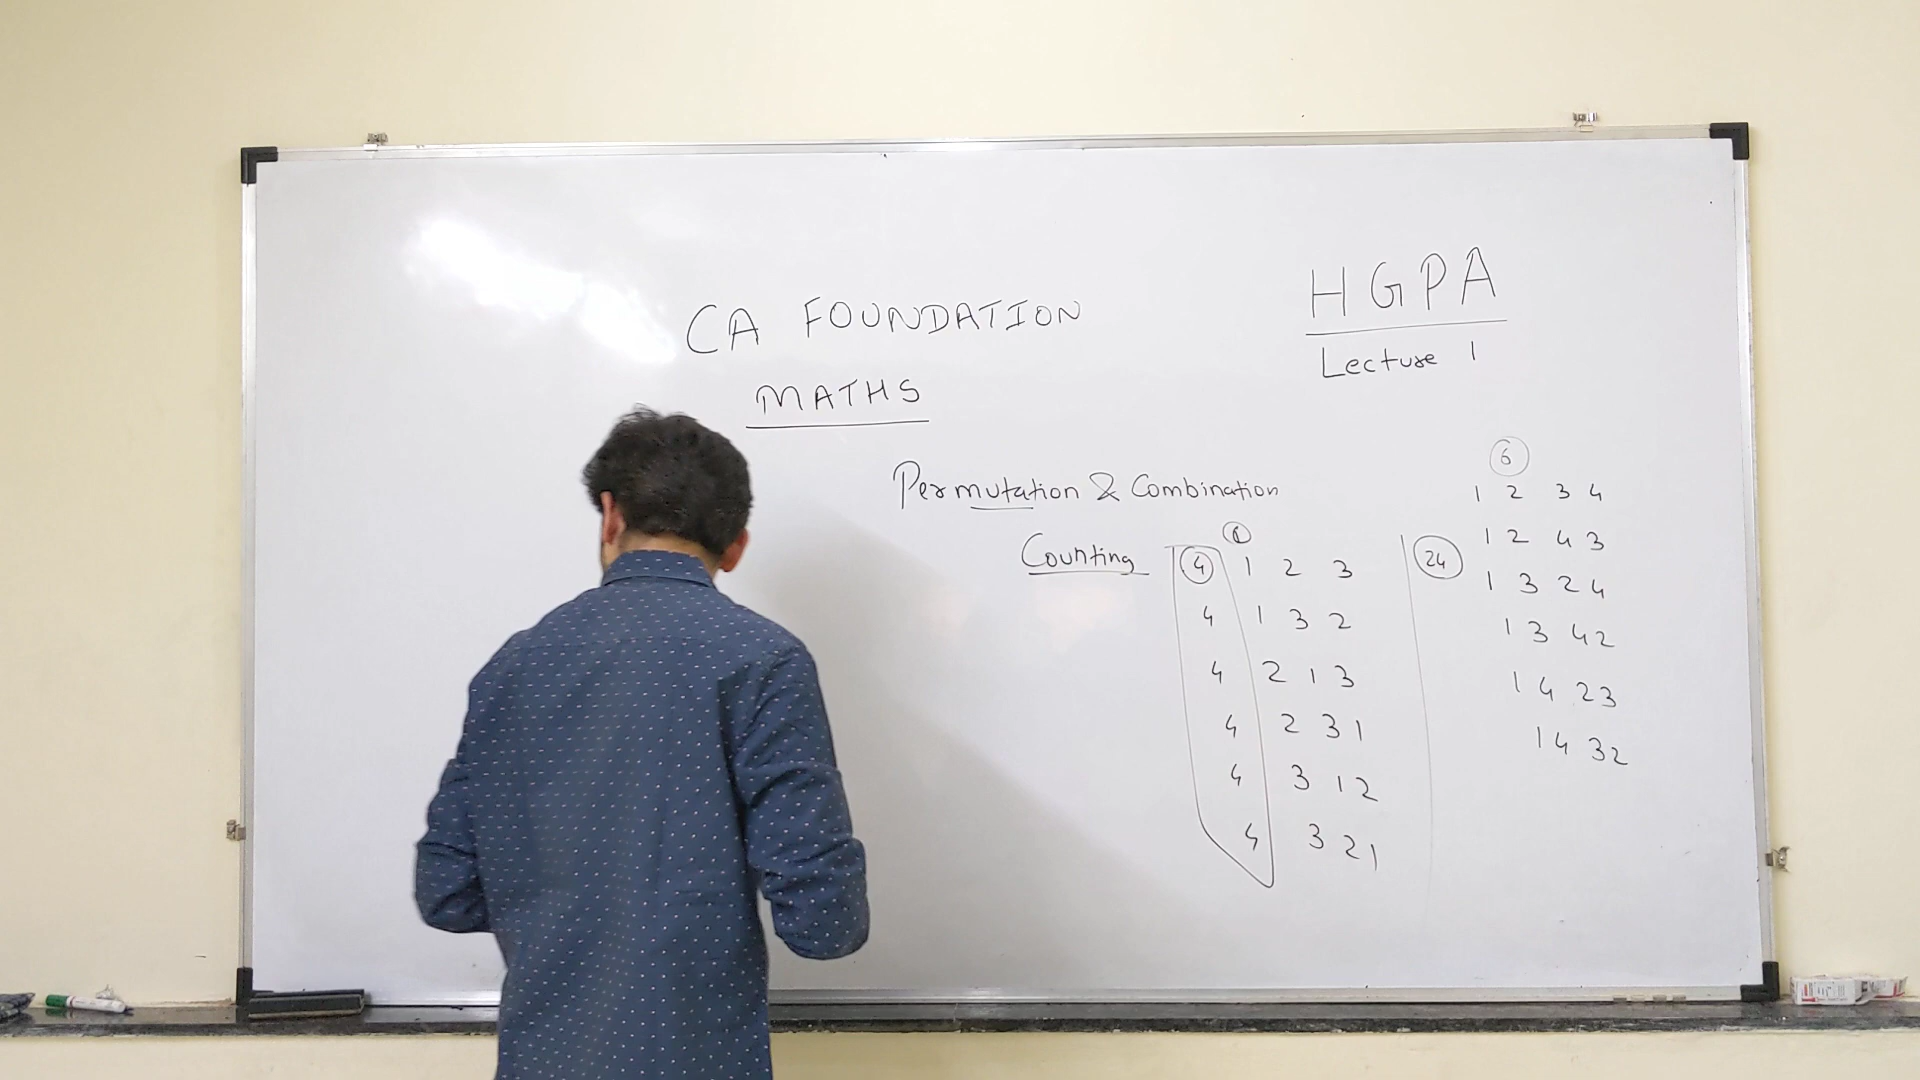 HGPA
Lecture 1
CA FOUNDATION
MATHS
Permutation & Combination
Counting
4 1 2 3
4 1 3 2
4 2 1 3
4 2 3 1
4 3 1 2
4 3 2 1
24
6
1 2 3 4
1 2 4 3
1 3 2 4
1 3 4 2
1 4 2 3
1 4 3 2